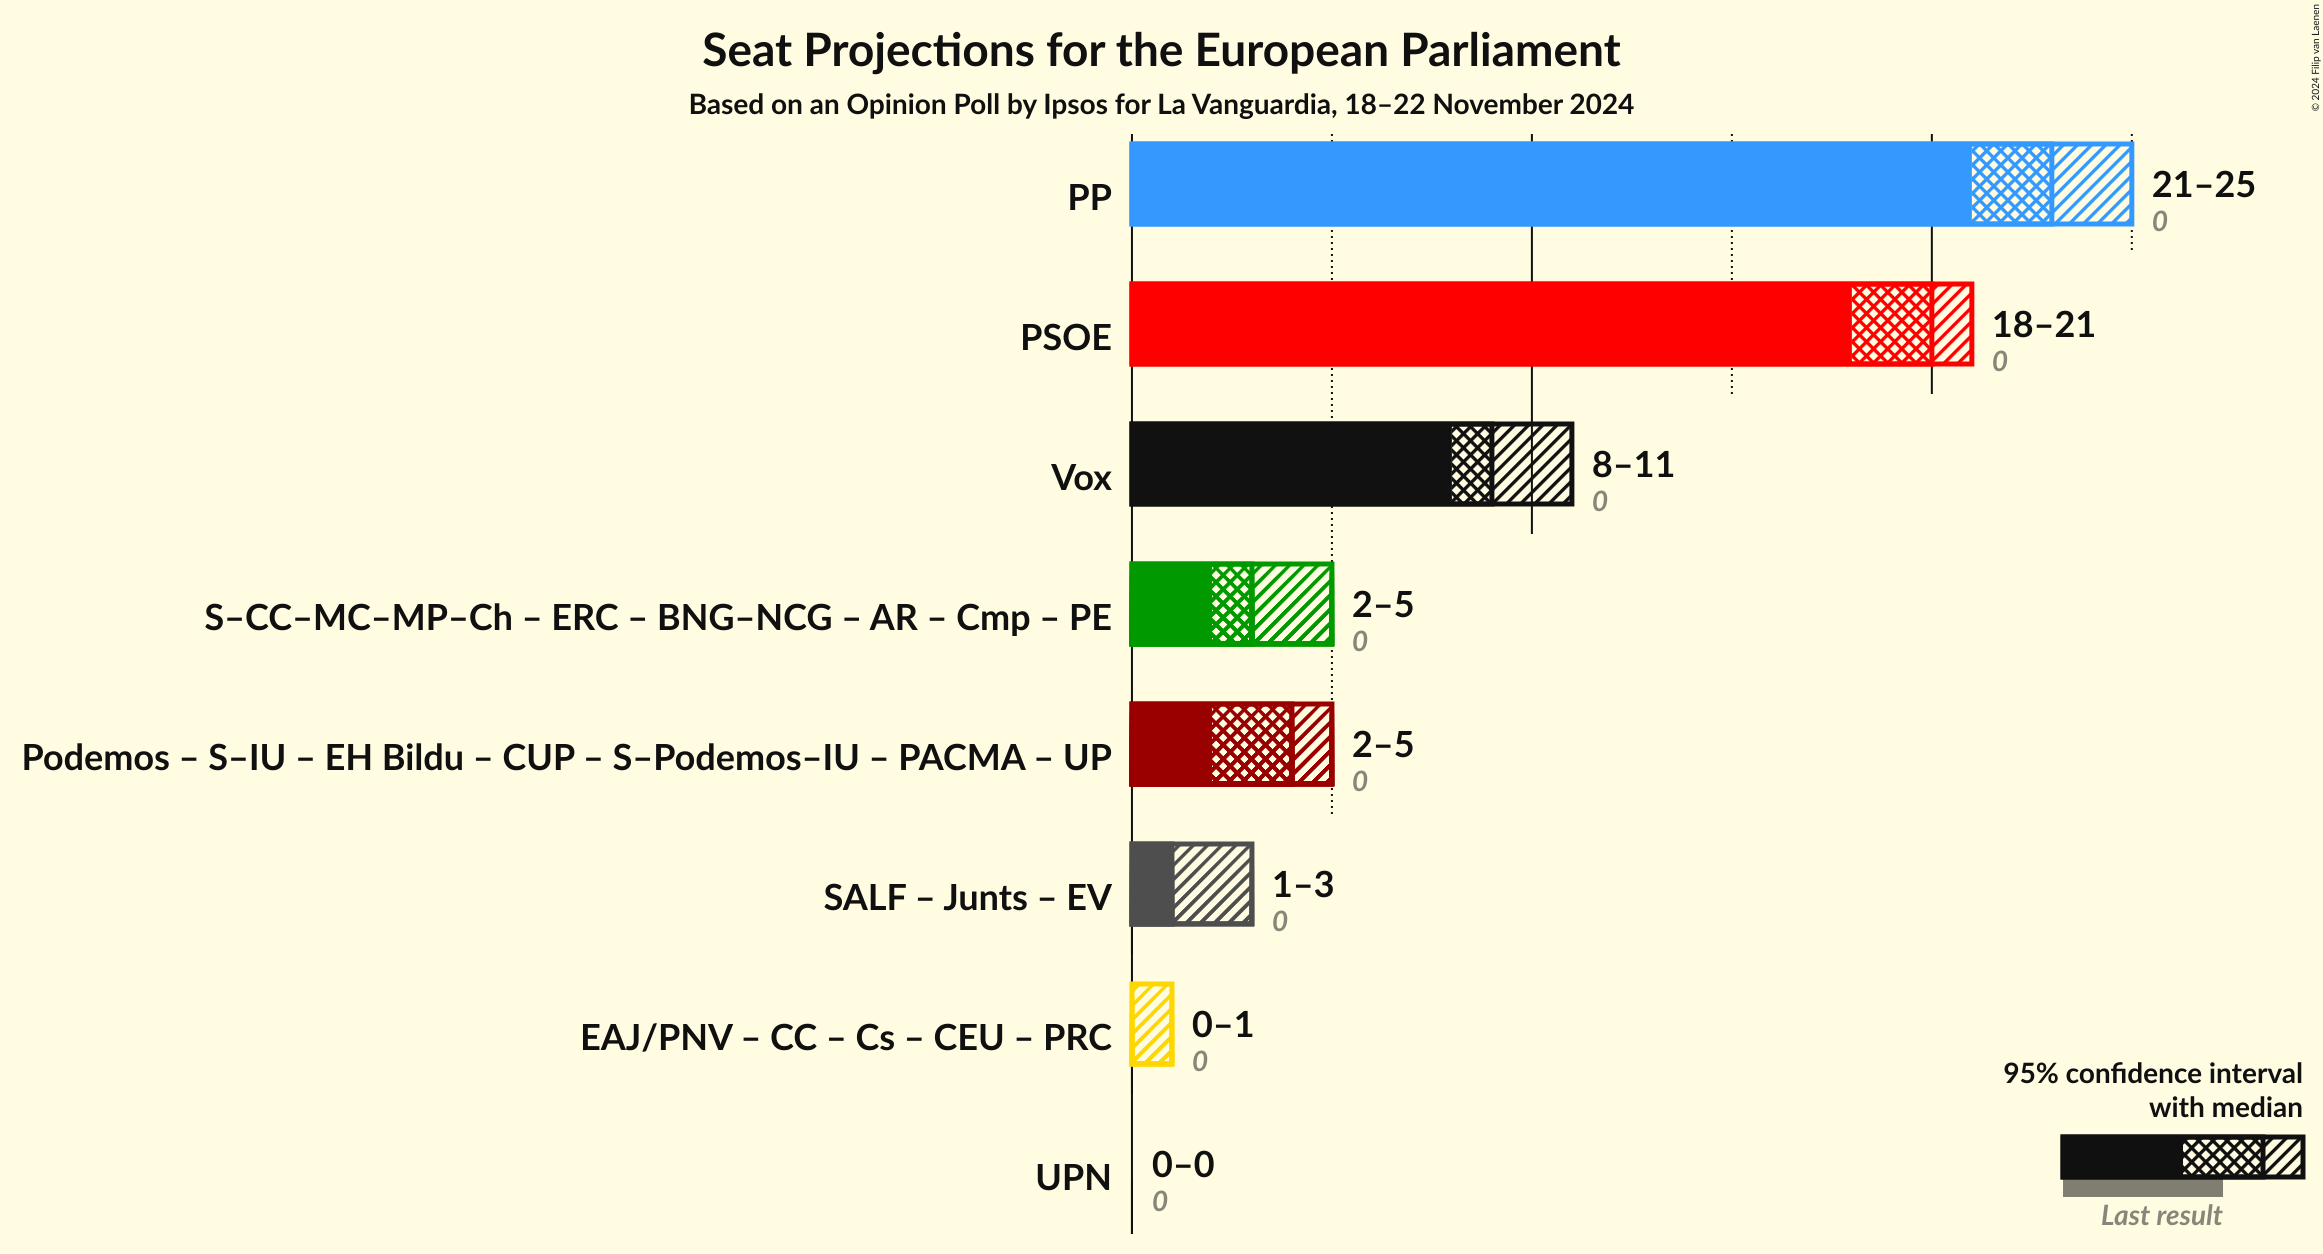 Seat Projections for the European Parliament
Based on an Opinion Poll by Ipsos for La Vanguardia, 18–22 November 2024
© 2024 Filip van Laenen
PP
21–25
0
PSOE
18–21
0
Vox
8–11
0
S–CC–MC–MP–Ch – ERC – BNG–NCG – AR – Cmp – PE
2–5
0
Podemos – S–IU – EH Bildu – CUP – S–Podemos–IU – PACMA – UP
2–5
0
SALF – Junts – EV
1–3
0
EAJ/PNV – CC – Cs – CEU – PRC
0–1
0
UPN
0–0
0
95% confidence interval
with median
Last result